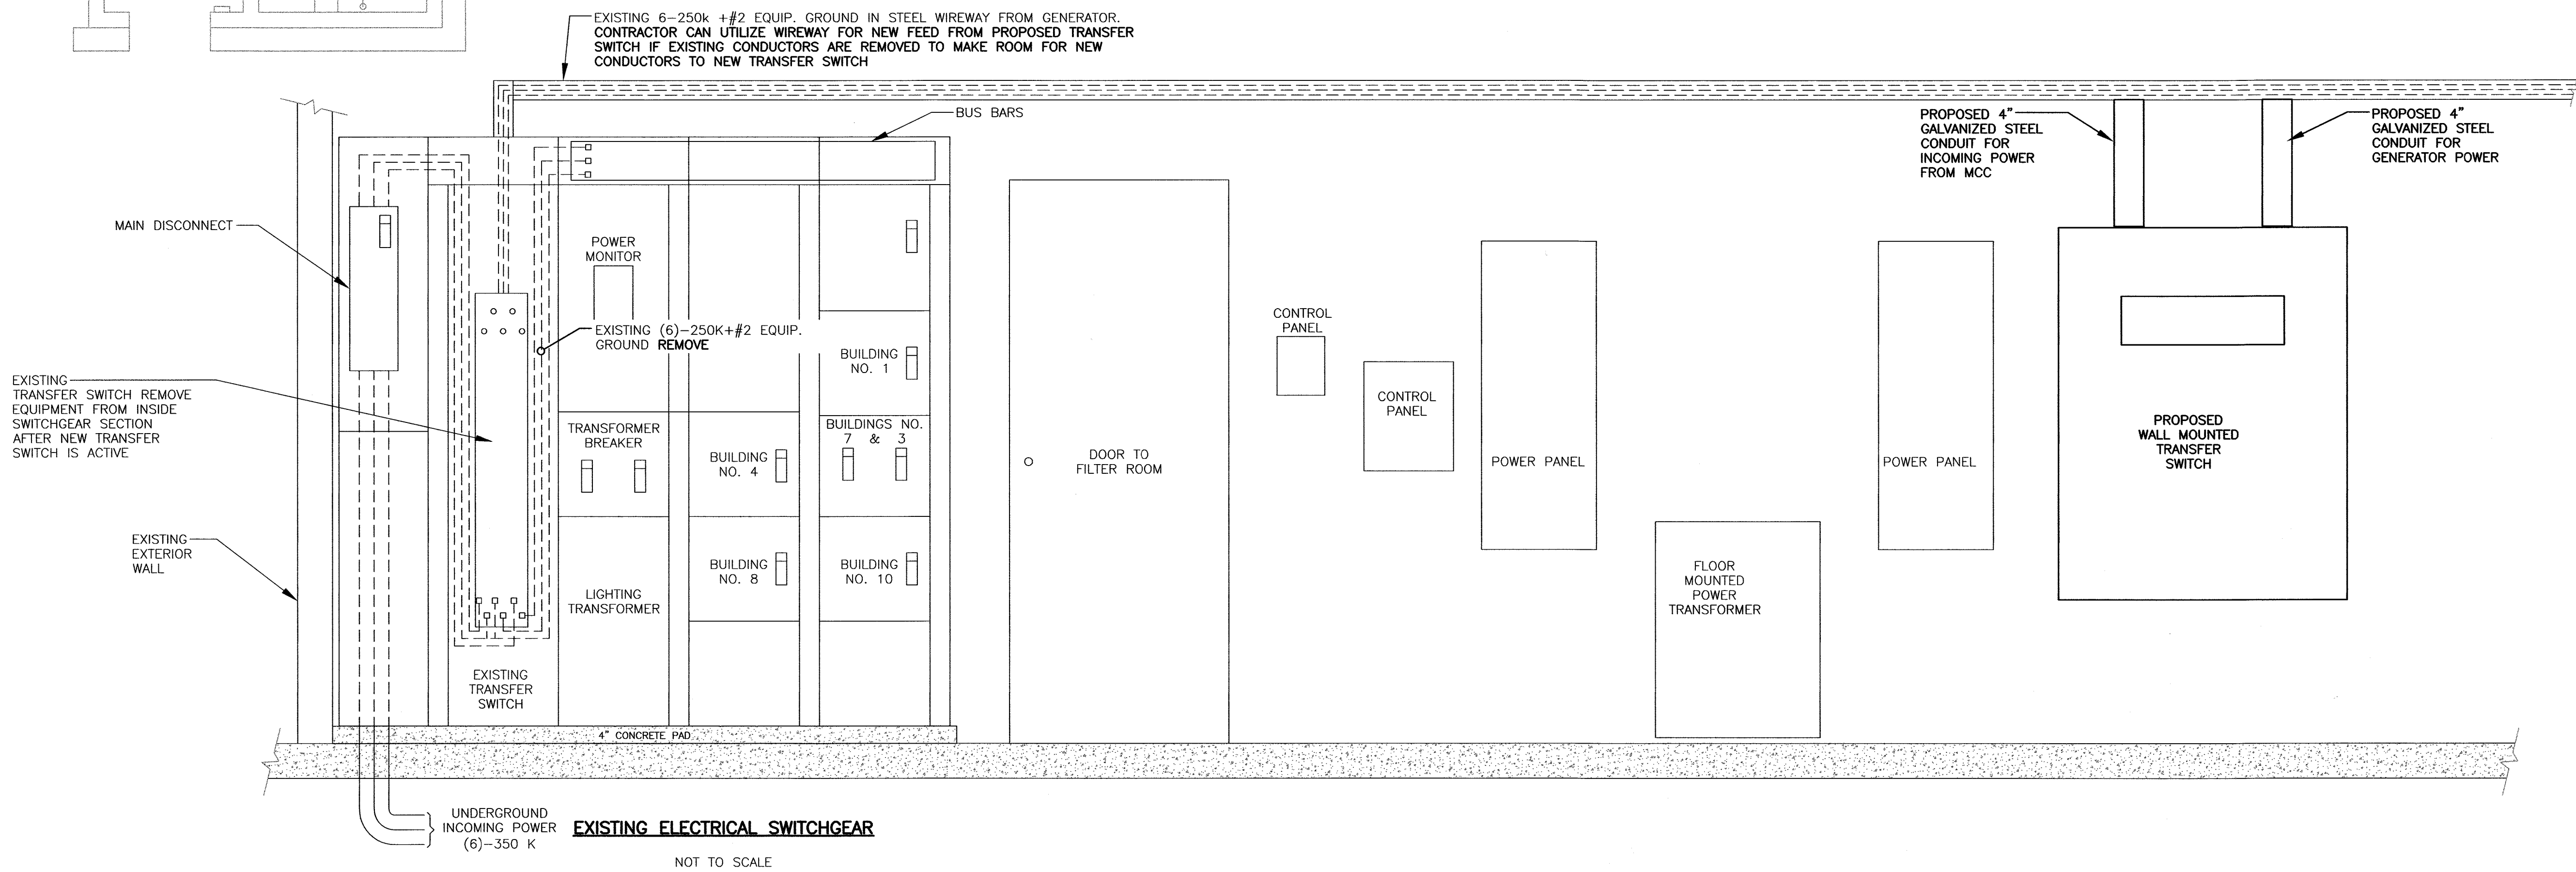 EXISTING 6-250k +#2 EQUIP. GROUND IN STEEL WIREWAY FROM GENERATOR.
CONTRACTOR CAN UTILIZE WIREWAY FOR NEW FEED FROM PROPOSED TRANSFER
SWITCH IF EXISTING CONDUCTORS ARE REMOVED TO MAKE ROOM FOR NEW
CONDUCTORS TO NEW TRANSFER SWITCH
BUS BARS
PROPOSED 4"
GALVANIZED STEEL
CONDUIT FOR
INCOMING POWER
FROM MCC
PROPOSED 4"
GALVANIZED STEEL
CONDUIT FOR
GENERATOR POWER
MAIN DISCONNECT
POWER
MONITOR
EXISTING (6)-250K+#2 EQUIP.
GROUND REMOVE
BUILDING
NO. 1
EXISTING
TRANSFER SWITCH REMOVE
EQUIPMENT FROM INSIDE
SWITCHGEAR SECTION
AFTER NEW TRANSFER
SWITCH IS ACTIVE
TRANSFORMER
BREAKER
BUILDINGS NO.
7 & 3
BUILDING
NO. 4
DOOR TO
FILTER ROOM
CONTROL
PANEL
CONTROL
PANEL
POWER PANEL
POWER PANEL
PROPOSED
WALL MOUNTED
TRANSFER
SWITCH
EXISTING
EXTERIOR
WALL
LIGHTING
TRANSFORMER
BUILDING
NO. 8
BUILDING
NO. 10
FLOOR
MOUNTED
POWER
TRANSFORMER
EXISTING
TRANSFER
SWITCH
4" CONCRETE PAD
UNDERGROUND
INCOMING POWER
(6)-350 K
EXISTING ELECTRICAL SWITCHGEAR
NOT TO SCALE